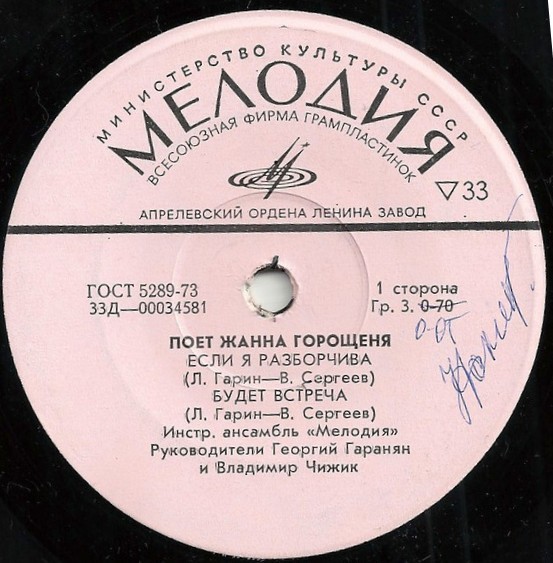 МИНИСТЕРСТВО КУЛЬТУРЫ СССР
МЕЛОДИЯ
ВСЕСОЮЗНАЯ ФИРМА ГРАМПЛАСТИНОК
▽33
АПРЕЛЕВСКИЙ ОРДЕНА ЛЕНИНА ЗАВОД
ГОСТ 5289-73
33Д—00034581
1 сторона
Гр. 3. 0-70
ПОЕТ ЖАННА ГОРОЩЕНЯ
ЕСЛИ Я РАЗБОРЧИВА
(Л. Гарин—В. Сергеев)
БУДЕТ ВСТРЕЧА
(Л. Гарин—В. Сергеев)
Инстр. ансамбль «Мелодия»
Руководители Георгий Гаранян
и Владимир Чижик